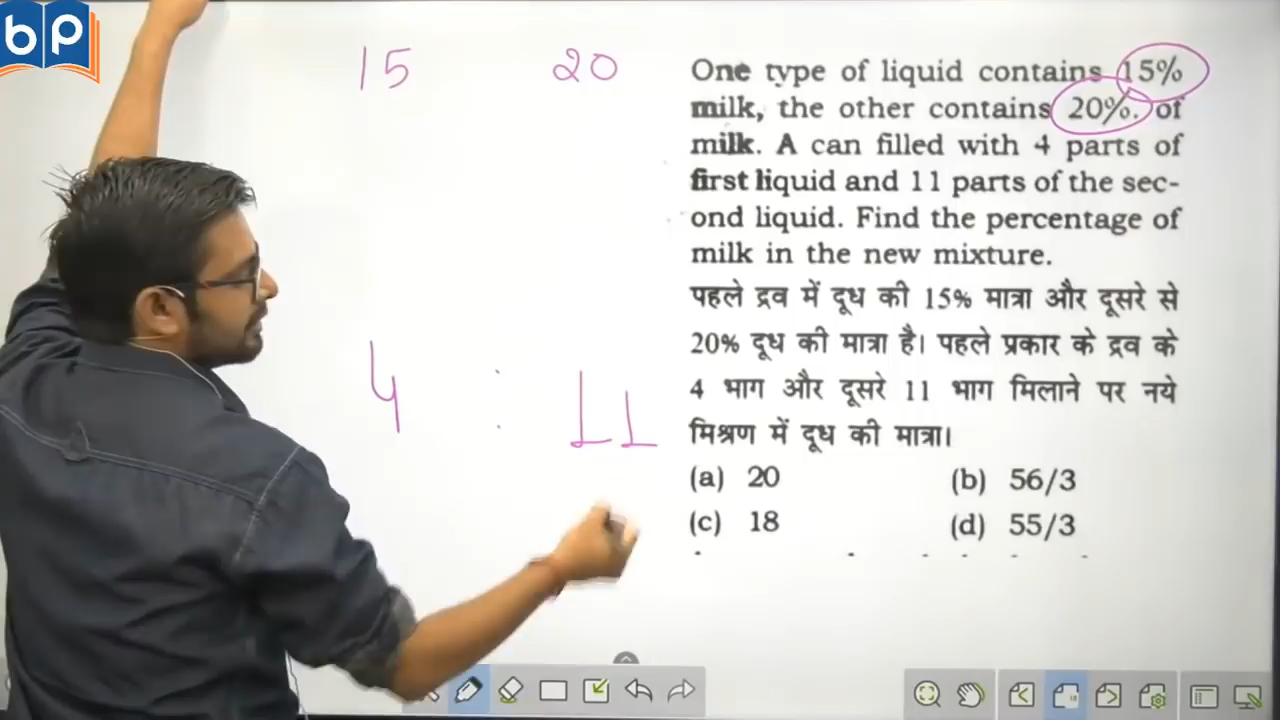 bp
15 20
4 : 11
One type of liquid contains 15%
milk, the other contains 20%. of
milk. A can filled with 4 parts of
first liquid and 11 parts of the sec-
ond liquid. Find the percentage of
milk in the new mixture.
पहले द्रव में दूध की 15% मात्रा और दूसरे से
20% दूध की मात्रा है। पहले प्रकार के द्रव के
4 भाग और दूसरे 11 भाग मिलाने पर नये
मिश्रण में दूध की मात्रा।
(a) 20 (b) 56/3
(c) 18 (d) 55/3